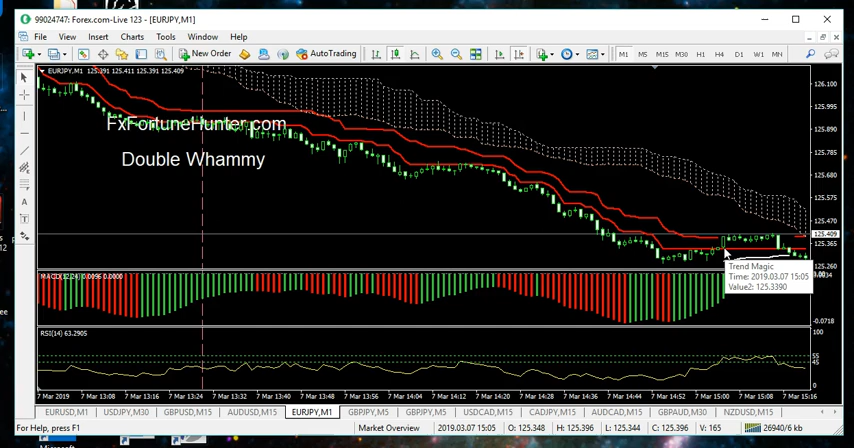 99024747: Forex.com-Live 123 - [EURJPY,M1]
File View Insert Charts Tools Window Help
New Order AutoTrading M1 M5 M15 M30 H1 H4 D1 W1 MN
EURJPY,M1 125.391 125.411 125.391 125.409
FxFortuneHunter.com
Double Whammy
126.100
125.995
125.890
125.785
125.680
125.575
125.470
125.409
125.365
125.260
Trend Magic
Time: 2019.03.07 15:05
Value2: 125.3390
MACD(12,26) 0.0096 0.0000
-0.0718
RSI(14) 63.2905
100
55
45
0
7 Mar 2019 7 Mar 13:08 7 Mar 13:16 7 Mar 13:24 7 Mar 13:32 7 Mar 13:40 7 Mar 13:48 7 Mar 13:56 7 Mar 14:04 7 Mar 14:12 7 Mar 14:20 7 Mar 14:28 7 Mar 14:36 7 Mar 14:44 7 Mar 14:52 7 Mar 15:00 7 Mar 15:08 7 Mar 15:16
EURUSD,M1 USDJPY,M30 GBPUSD,M15 AUDUSD,M15 EURJPY,M1 GBPJPY,M5 GBPJPY,M5 USDCAD,M15 CADJPY,M15 AUDCAD,M15 GBPAUD,M30 NZDUSD,M15
For Help, press F1 Market Overview 2019.03.07 15:05 O: 125.348 H: 125.396 L: 125.344 C: 125.396 V: 165 26940/6 kb